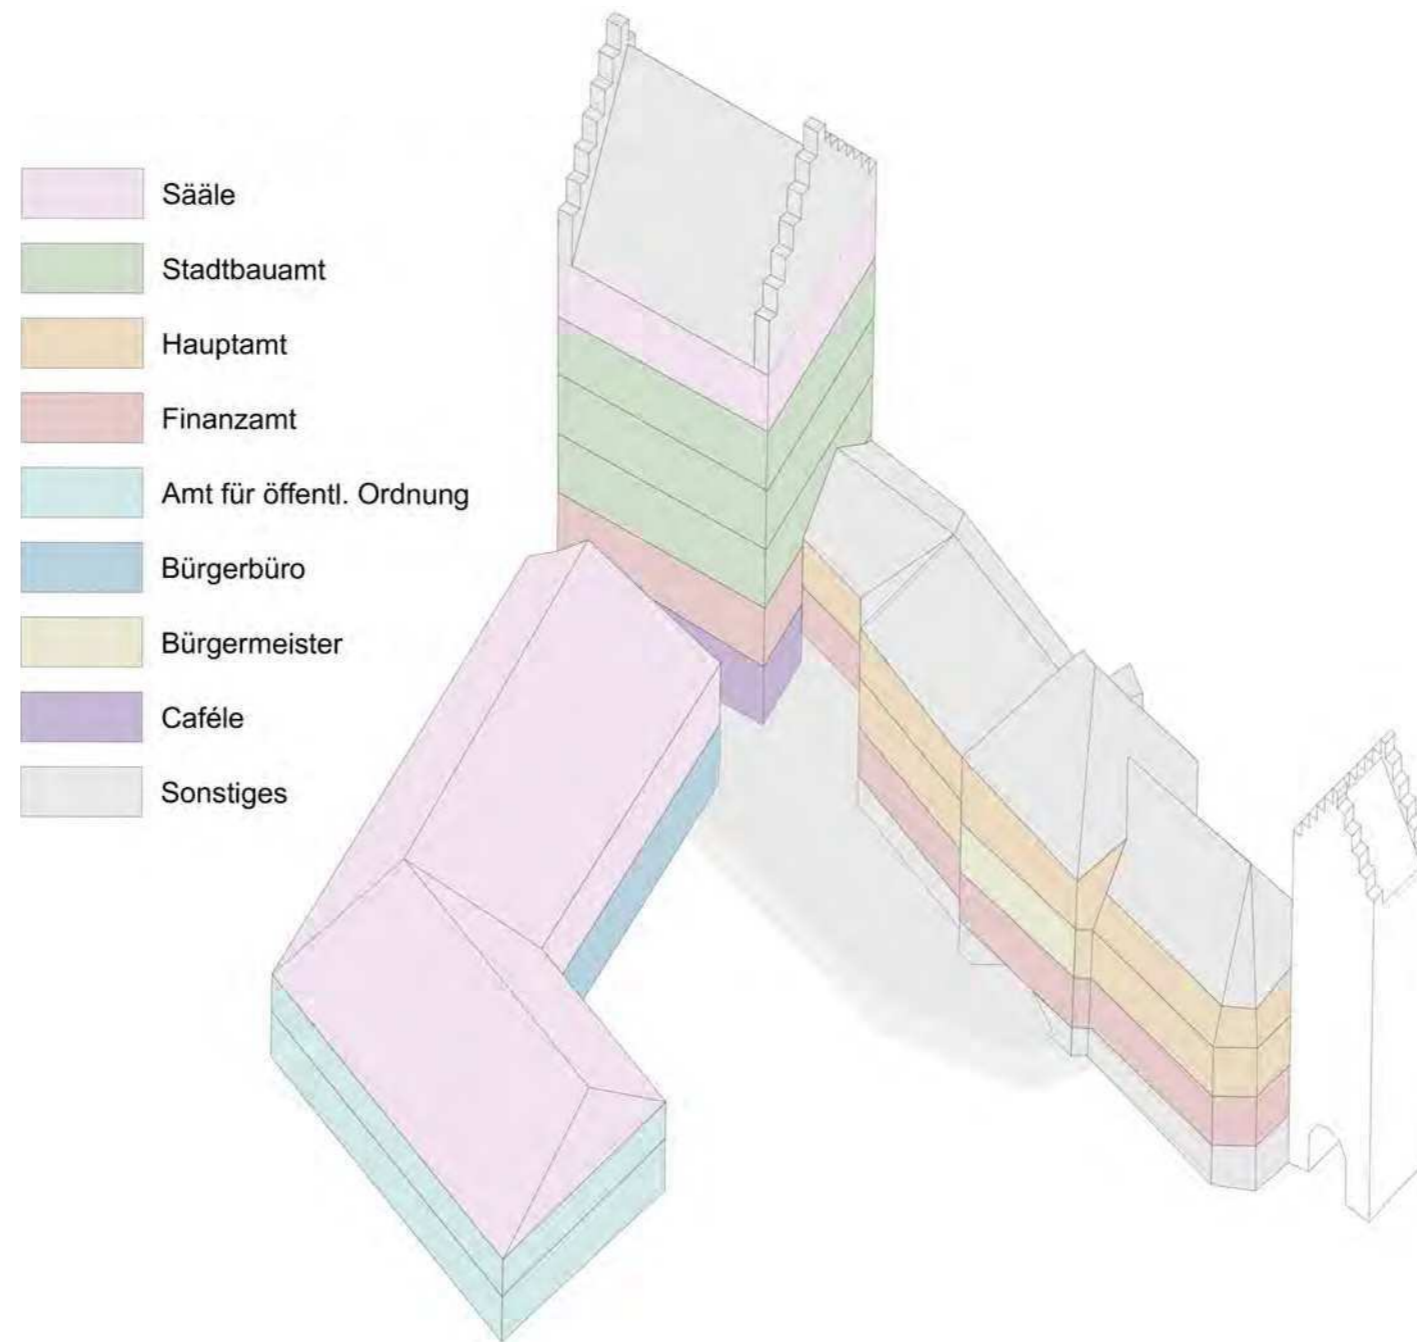 Sääle
Stadtbauamt
Hauptamt
Finanzamt
Amt für öffentl. Ordnung
Bürgerbüro
Bürgermeister
Caféle
Sonstiges